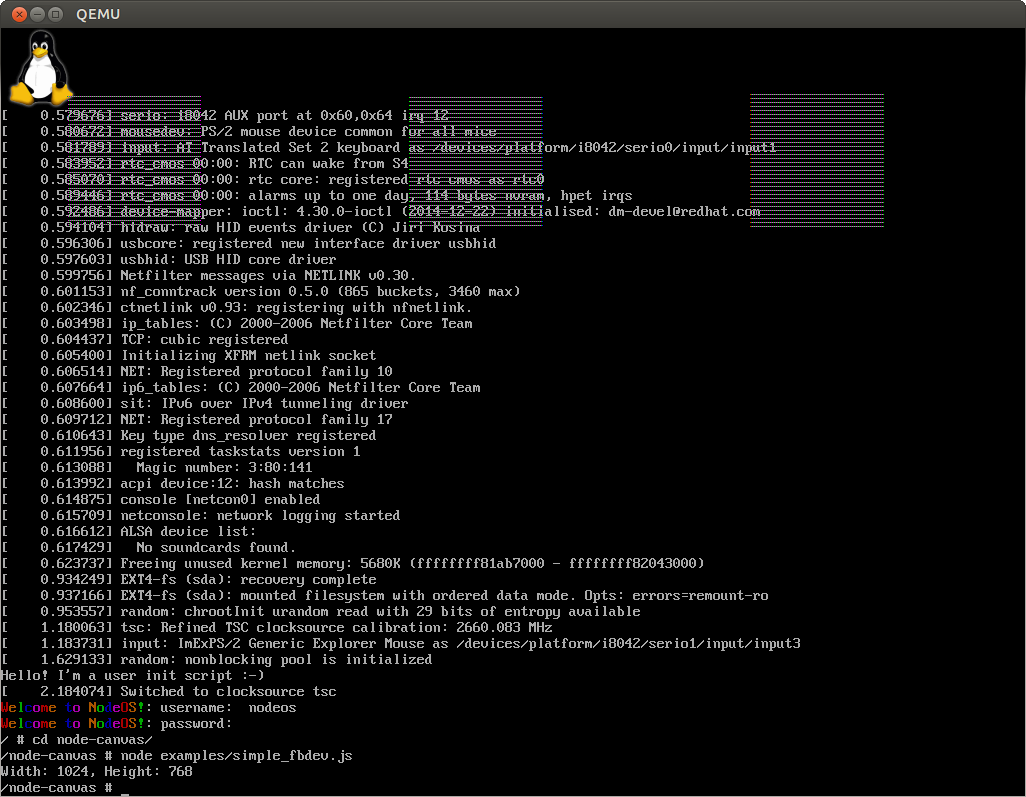 QEMU
[    0.579676] serio: i8042 AUX port at 0x60,0x64 irq 12
[    0.580672] mousedev: PS/2 mouse device common for all mice
[    0.581789] input: AT Translated Set 2 keyboard as /devices/platform/i8042/serio0/input/input1
[    0.583952] rtc_cmos 00:00: RTC can wake from S4
[    0.585070] rtc_cmos 00:00: rtc core: registered rtc_cmos as rtc0
[    0.589446] rtc_cmos 00:00: alarms up to one day, 114 bytes nvram, hpet irqs
[    0.592486] device-mapper: ioctl: 4.30.0-ioctl (2014-12-22) initialised: dm-devel@redhat.com
[    0.594104] hidraw: raw HID events driver (C) Jiri Kosina
[    0.596306] usbcore: registered new interface driver usbhid
[    0.597603] usbhid: USB HID core driver
[    0.599756] Netfilter messages via NETLINK v0.30.
[    0.601153] nf_conntrack version 0.5.0 (865 buckets, 3460 max)
[    0.602346] ctnetlink v0.93: registering with nfnetlink.
[    0.603498] ip_tables: (C) 2000-2006 Netfilter Core Team
[    0.604437] TCP: cubic registered
[    0.605400] Initializing XFRM netlink socket
[    0.606514] NET: Registered protocol family 10
[    0.607664] ip6_tables: (C) 2000-2006 Netfilter Core Team
[    0.608600] sit: IPv6 over IPv4 tunneling driver
[    0.609712] NET: Registered protocol family 17
[    0.610643] Key type dns_resolver registered
[    0.611956] registered taskstats version 1
[    0.613088]   Magic number: 3:80:141
[    0.613992] acpi device:12: hash matches
[    0.614875] console [netcon0] enabled
[    0.615709] netconsole: network logging started
[    0.616612] ALSA device list:
[    0.617429]   No soundcards found.
[    0.623737] Freeing unused kernel memory: 5680K (ffffffff81ab7000 - ffffffff82043000)
[    0.934249] EXT4-fs (sda): recovery complete
[    0.937166] EXT4-fs (sda): mounted filesystem with ordered data mode. Opts: errors=remount-ro
[    0.953557] random: chrootInit urandom read with 29 bits of entropy available
[    1.180063] tsc: Refined TSC clocksource calibration: 2660.083 MHz
[    1.183731] input: ImExPS/2 Generic Explorer Mouse as /devices/platform/i8042/serio1/input/input3
[    1.629133] random: nonblocking pool is initialized
Hello! I'm a user init script :-)
[    2.184074] Switched to clocksource tsc
Welcome to NodeOS!: username:  nodeos
Welcome to NodeOS!: password:
/ # cd node-canvas/
/node-canvas # node examples/simple_fbdev.js
Width: 1024, Height: 768
/node-canvas # _